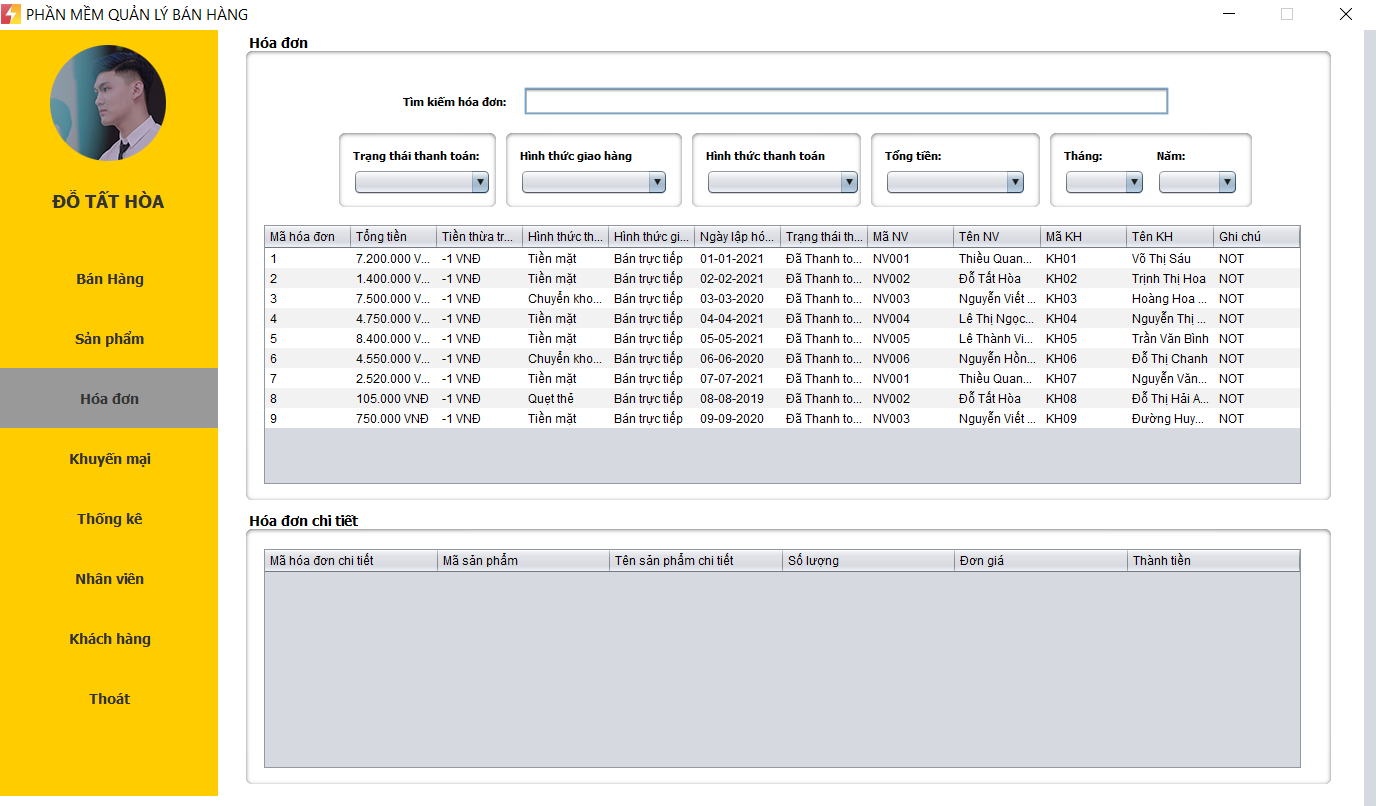 PHẦN MỀM QUẢN LÝ BÁN HÀNG
ĐỖ TẤT HÒA
Bán Hàng
Sản phẩm
Hóa đơn
Khuyến mại
Thống kê
Nhân viên
Khách hàng
Thoát
Hóa đơn
Tìm kiếm hóa đơn:
Trạng thái thanh toán: Hình thức giao hàng Hình thức thanh toán Tổng tiền: Tháng: Năm:
Mã hóa đơn Tổng tiền Tiền thừa tr... Hình thức th... Hình thức gi... Ngày lập hó... Trạng thái th... Mã NV Tên NV Mã KH Tên KH Ghi chú
1 7.200.000 V... -1 VNĐ Tiền mặt Bán trực tiếp 01-01-2021 Đã Thanh to... NV001 Thiều Quan... KH01 Võ Thị Sáu NOT
2 1.400.000 V... -1 VNĐ Tiền mặt Bán trực tiếp 02-02-2021 Đã Thanh to... NV002 Đỗ Tất Hòa KH02 Trịnh Thị Hoa NOT
3 7.500.000 V... -1 VNĐ Chuyển kho... Bán trực tiếp 03-03-2020 Đã Thanh to... NV003 Nguyễn Viết ... KH03 Hoàng Hoa ... NOT
4 4.750.000 V... -1 VNĐ Tiền mặt Bán trực tiếp 04-04-2021 Đã Thanh to... NV004 Lê Thị Ngọc... KH04 Nguyễn Thị ... NOT
5 8.400.000 V... -1 VNĐ Tiền mặt Bán trực tiếp 05-05-2021 Đã Thanh to... NV005 Lê Thành Vi... KH05 Trần Văn Bình NOT
6 4.550.000 V... -1 VNĐ Chuyển kho... Bán trực tiếp 06-06-2020 Đã Thanh to... NV006 Nguyễn Hồn... KH06 Đỗ Thị Chanh NOT
7 2.520.000 V... -1 VNĐ Tiền mặt Bán trực tiếp 07-07-2021 Đã Thanh to... NV001 Thiều Quan... KH07 Nguyễn Văn... NOT
8 105.000 VNĐ -1 VNĐ Quẹt thẻ Bán trực tiếp 08-08-2019 Đã Thanh to... NV002 Đỗ Tất Hòa KH08 Đỗ Thị Hải A... NOT
9 750.000 VNĐ -1 VNĐ Tiền mặt Bán trực tiếp 09-09-2020 Đã Thanh to... NV003 Nguyễn Viết ... KH09 Đường Huy... NOT
Hóa đơn chi tiết
Mã hóa đơn chi tiết Mã sản phẩm Tên sản phẩm chi tiết Số lượng Đơn giá Thành tiền